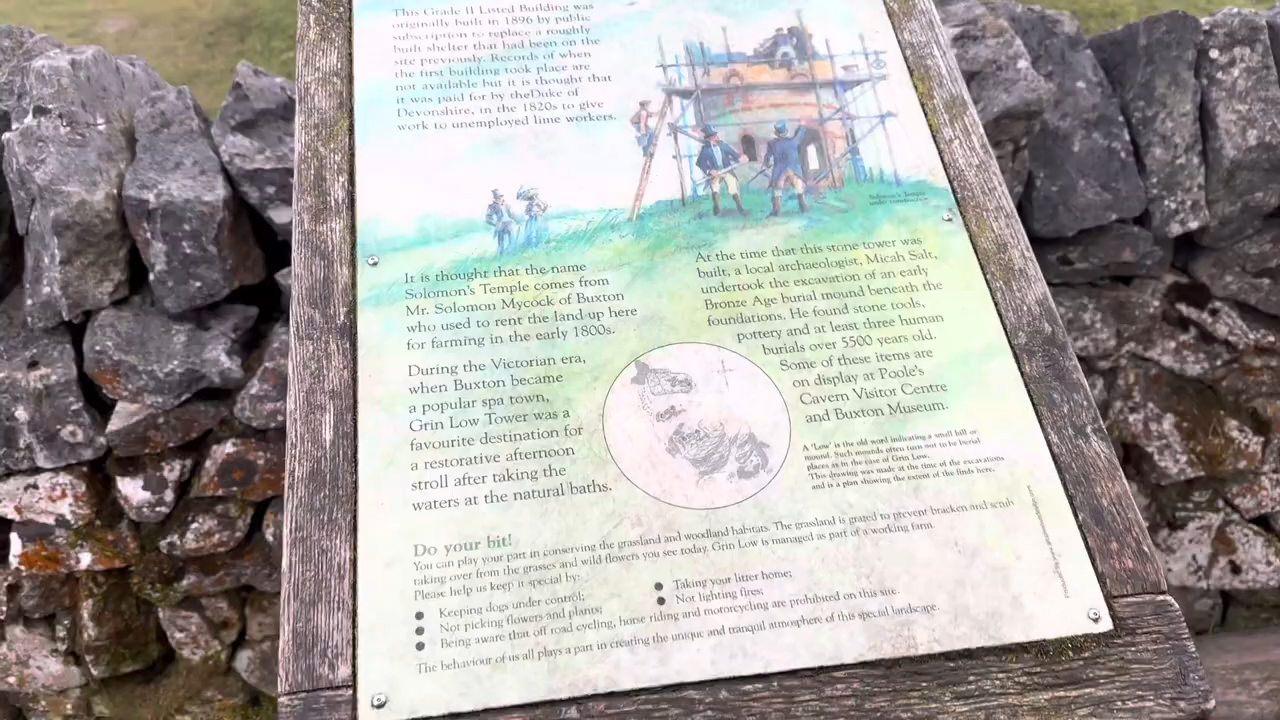 This Grade II Listed Building was
originally built in 1896 by public
subscription to replace a roughly
built shelter that had been on the
site previously. Records of when
the first building took place are
not available but it is thought that
it was paid for by theDuke of
Devonshire, in the 1820s to give
work to unemployed lime workers.
Solomon's Temple
under construction
It is thought that the name
Solomon's Temple comes from
Mr. Solomon Mycock of Buxton
who used to rent the land up here
for farming in the early 1800s.
During the Victorian era,
when Buxton became
a popular spa town,
Grin Low Tower was a
favourite destination for
a restorative afternoon
stroll after taking the
waters at the natural baths.
At the time that this stone tower was
built, a local archaeologist, Micah Salt,
undertook the excavation of an early
Bronze Age burial mound beneath the
foundations. He found stone tools,
pottery and at least three human
burials over 5500 years old.
Some of these items are
on display at Poole's
Cavern Visitor Centre
and Buxton Museum.
A 'Low' is the old word indicating a small hill or
mound. Such mounds often turn out to be burial
places as in the case of Grin Low.
This drawing was made at the time of the excavations
and is a plan showing the extent of the finds here.
Do your bit!
You can play your part in conserving the grassland and woodland habitats. The grassland is grazed to prevent bracken and scrub
taking over from the grasses and wild flowers you see today. Grin Low is managed as part of a working farm.
Please help us keep it special by:
● Keeping dogs under control;
● Not picking flowers and plants;
● Taking your litter home;
● Not lighting fires;
● Being aware that off road cycling, horse riding and motorcycling are prohibited on this site.
The behaviour of us all plays a part in creating the unique and tranquil atmosphere of this special landscape.